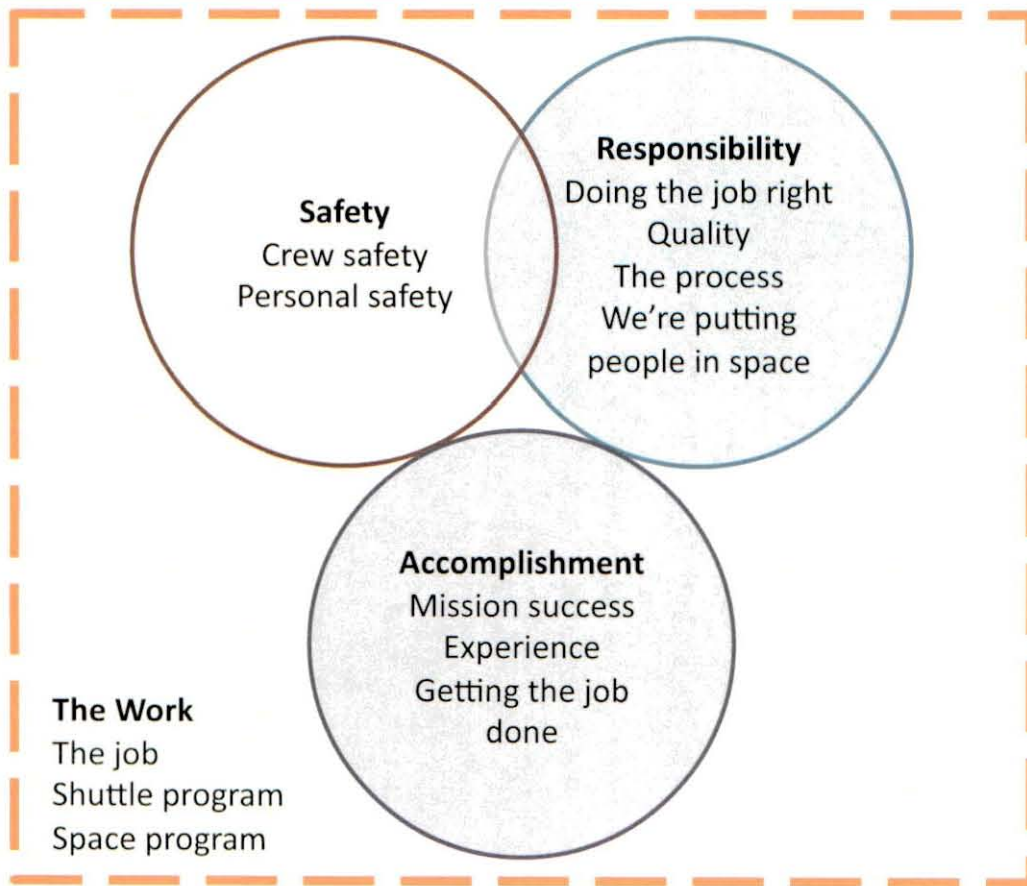 Safety
Crew safety
Personal safety
Responsibility
Doing the job right
Quality
The process
We're putting
people in space
Accomplishment
Mission success
Experience
Getting the job
done
The Work
The job
Shuttle program
Space program